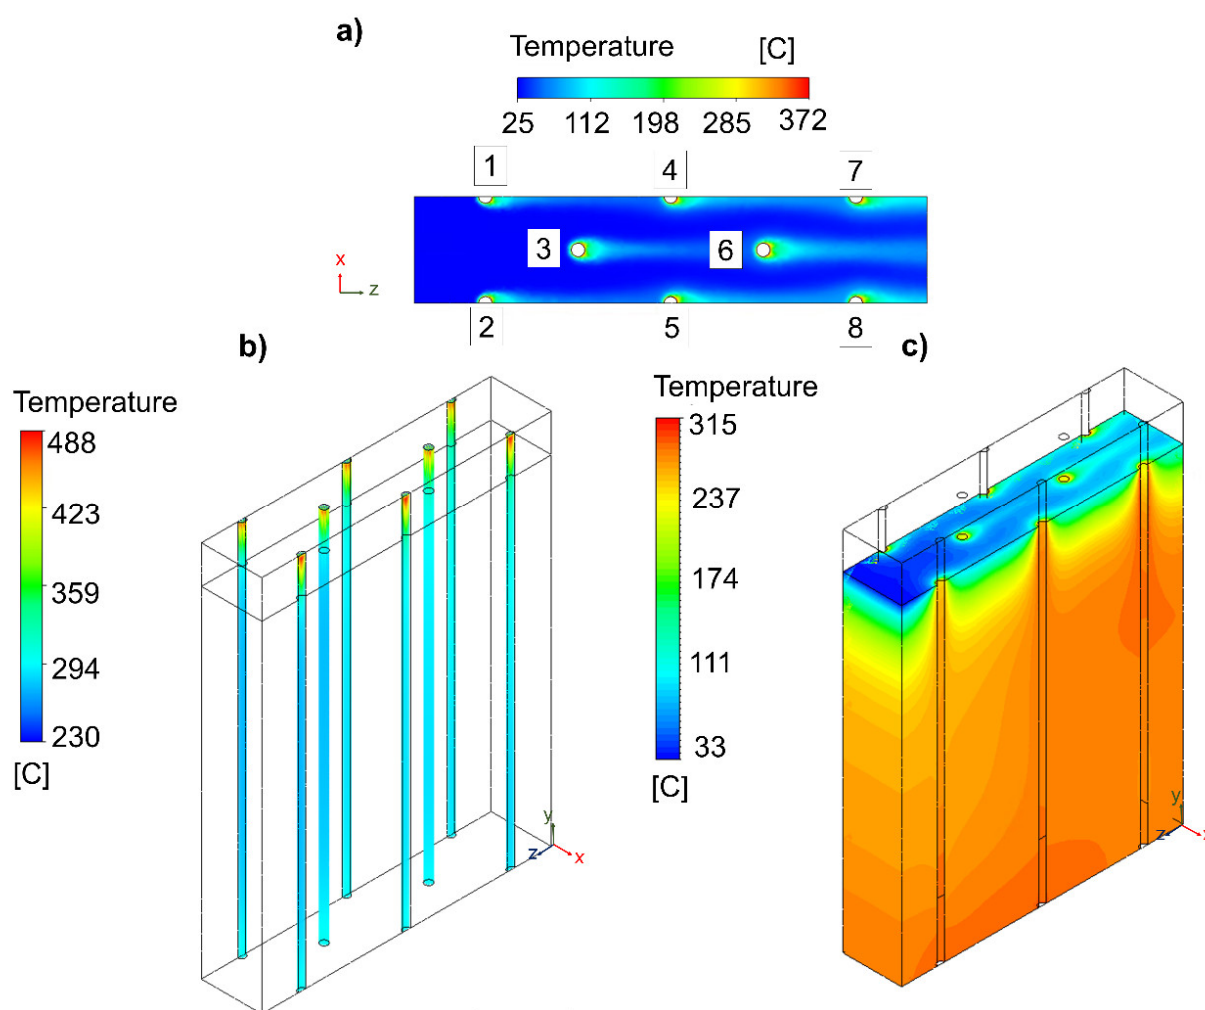 a)
Temperature [C]
25 112 198 285 372
1 4 7
3 6
x
z
2 5 8
b) c)
Temperature
488
423
359
294
230
[C]
y
z x
Temperature
315
237
174
111
33
[C]
y
z x